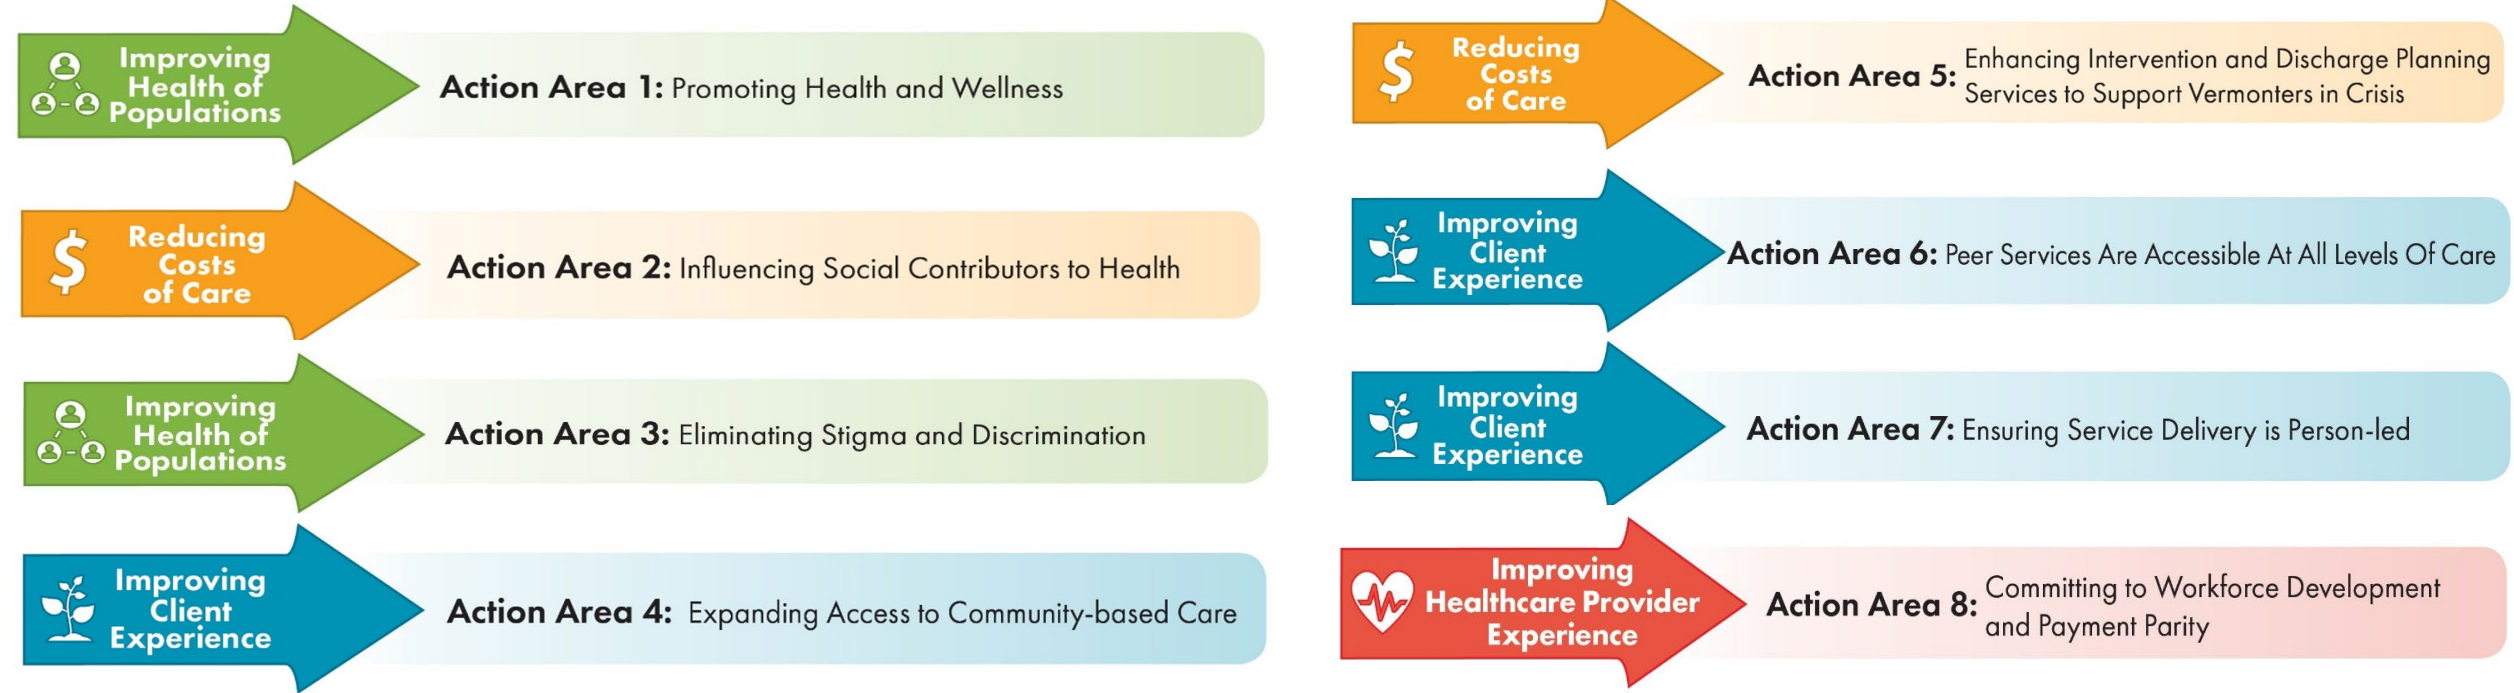 Improving
Health of
Populations
Action Area 1: Promoting Health and Wellness
$
Reducing
Costs
of Care
Action Area 2: Influencing Social Contributors to Health
Improving
Health of
Populations
Action Area 3: Eliminating Stigma and Discrimination
Improving
Client
Experience
Action Area 4: Expanding Access to Community-based Care
$
Reducing
Costs
of Care
Action Area 5: Enhancing Intervention and Discharge Planning
Services to Support Vermonters in Crisis
Improving
Client
Experience
Action Area 6: Peer Services Are Accessible At All Levels Of Care
Improving
Client
Experience
Action Area 7: Ensuring Service Delivery is Person-led
Improving
Healthcare Provider
Experience
Action Area 8: Committing to Workforce Development
and Payment Parity